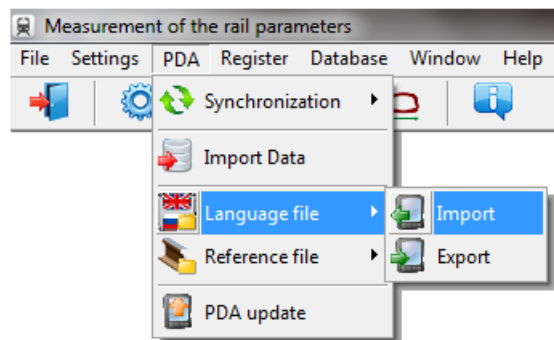 Measurement of the rail parameters
File Settings PDA Register Database Window Help
Synchronization
Import Data
Language file
Import
Reference file
Export
PDA update